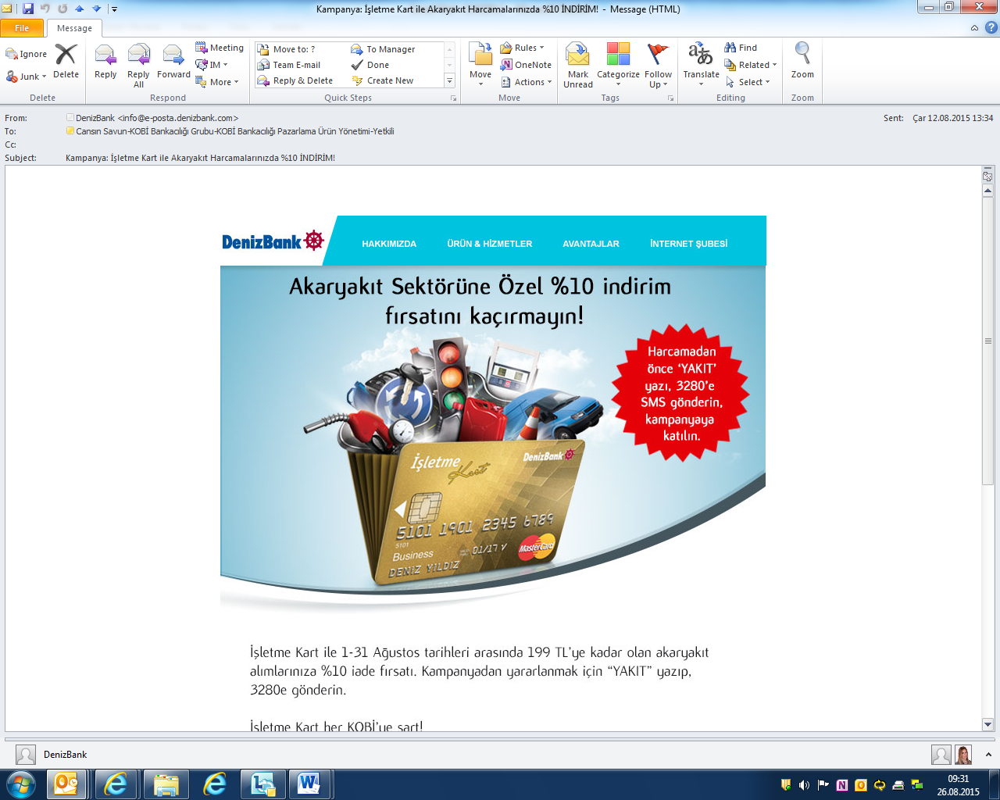 Kampanya: İşletme Kart ile Akaryakıt Harcamalarınızda %10 İNDİRİM! - Message (HTML)
File
Message
Ignore
Junk
Delete
Delete
Reply
Reply All
Forward
Meeting
IM
More
Respond
Move to: ?
Team E-mail
Reply & Delete
To Manager
Done
Create New
Quick Steps
Move
Rules
OneNote
Actions
Move
Mark Unread
Categorize
Follow Up
Tags
Translate
Find
Related
Select
Editing
Zoom
Zoom
From: DenizBank <info@e-posta.denizbank.com>
Sent: Çar 12.08.2015 13:34
To: Cansın Savun-KOBİ Bankacılığı Grubu-KOBİ Bankacılığı Pazarlama Ürün Yönetimi-Yetkili
Cc:
Subject: Kampanya: İşletme Kart ile Akaryakıt Harcamalarınızda %10 İNDİRİM!
DenizBank
HAKKIMIZDA ÜRÜN & HİZMETLER AVANTAJLAR İNTERNET ŞUBESİ
Akaryakıt Sektörüne Özel %10 indirim
fırsatını kaçırmayın!
Harcamadan
önce ‘YAKIT’
yazı, 3280’e
SMS gönderin,
kampanyaya
katılın.
İşletme
Kart
DenizBank
5101 1901 2345 6789
5101
01/17 V
Business
DENİZ YILDIZ
MasterCard
İşletme Kart ile 1-31 Ağustos tarihleri arasında 199 TL’ye kadar olan akaryakıt
alımlarınıza %10 iade fırsatı. Kampanyadan yararlanmak için “YAKIT” yazıp,
3280e gönderin.
İşletme Kart her KOBİ’ye şart!
DenizBank
09:31
26.08.2015